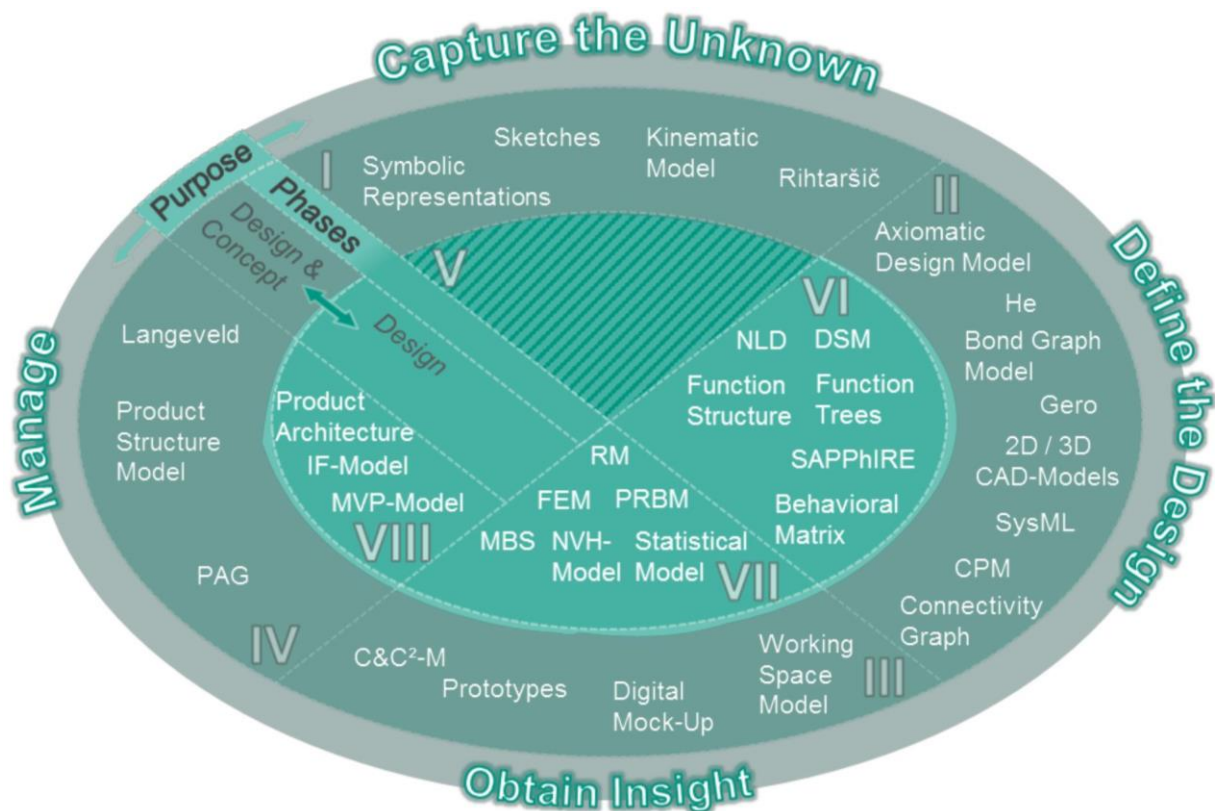 Capture the Unknown
Purpose
Phases
Design &
Concept
Design
I
Symbolic
Representations
Sketches
Kinematic
Model
Rihtaršič
II
Axiomatic
Design Model
He
Bond Graph
Model
Gero
2D / 3D
CAD-Models
SysML
CPM
Connectivity
Graph
Define the Design
III
Working
Space
Model
Digital
Mock-Up
Prototypes
C&C²-M
Obtain Insight
IV
PAG
Product
Structure
Model
Langeveld
Manage
V
VI
NLD
DSM
Function
Structure
Function
Trees
SAPPhIRE
Behavioral
Matrix
VII
RM
FEM
PRBM
MBS
NVH-
Model
Statistical
Model
VIII
Product
Architecture
IF-Model
MVP-Model